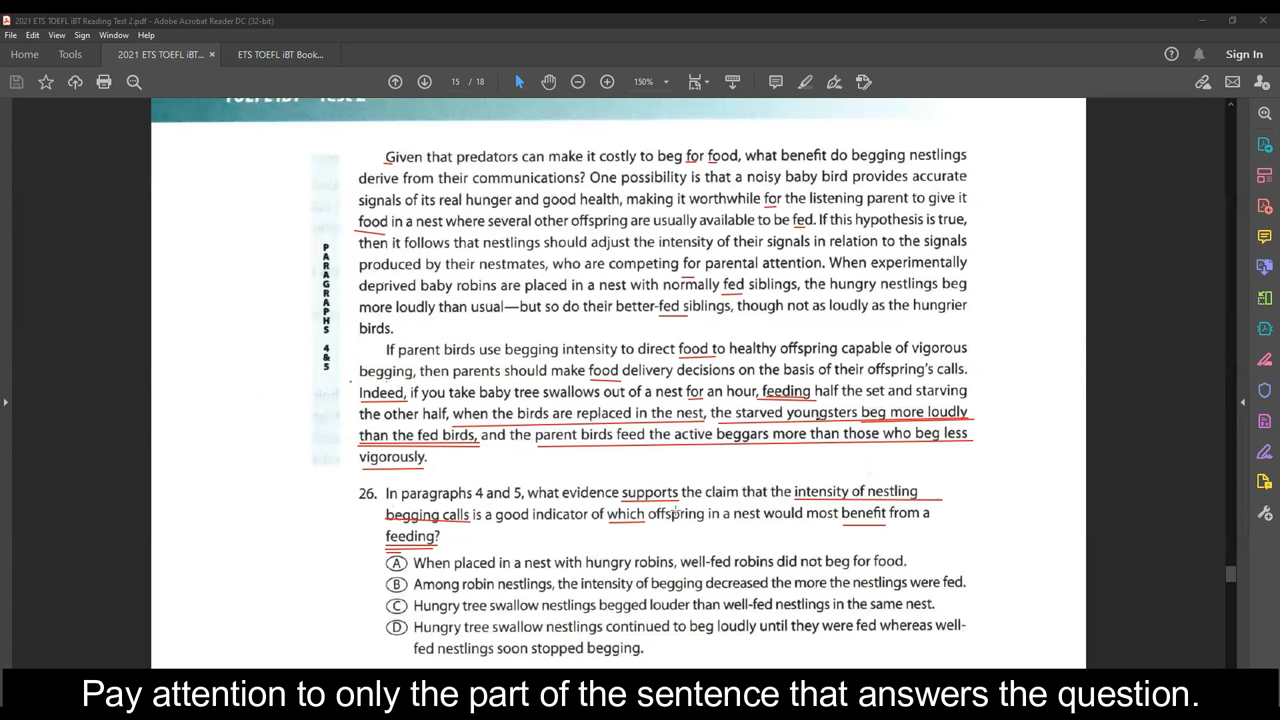 2021 ETS TOEFL iBT Reading Test 2.pdf - Adobe Acrobat Reader DC (32-bit)
File Edit View Sign Window Help
Home Tools 2021 ETS TOEFL iBT... × ETS TOEFL iBT Book... Sign In
15 / 18 150%
TOEFL iBT Test 2
Given that predators can make it costly to beg for food, what benefit do begging nestlings
derive from their communications? One possibility is that a noisy baby bird provides accurate
signals of its real hunger and good health, making it worthwhile for the listening parent to give it
food in a nest where several other offspring are usually available to be fed. If this hypothesis is true,
then it follows that nestlings should adjust the intensity of their signals in relation to the signals
produced by their nestmates, who are competing for parental attention. When experimentally
deprived baby robins are placed in a nest with normally fed siblings, the hungry nestlings beg
more loudly than usual—but so do their better-fed siblings, though not as loudly as the hungrier
birds.
PARAGRAPHS 4&5
If parent birds use begging intensity to direct food to healthy offspring capable of vigorous
begging, then parents should make food delivery decisions on the basis of their offspring's calls.
Indeed, if you take baby tree swallows out of a nest for an hour, feeding half the set and starving
the other half, when the birds are replaced in the nest, the starved youngsters beg more loudly
than the fed birds, and the parent birds feed the active beggars more than those who beg less
vigorously.
26. In paragraphs 4 and 5, what evidence supports the claim that the intensity of nestling
begging calls is a good indicator of which offspring in a nest would most benefit from a
feeding?
A When placed in a nest with hungry robins, well-fed robins did not beg for food.
B Among robin nestlings, the intensity of begging decreased the more the nestlings were fed.
C Hungry tree swallow nestlings begged louder than well-fed nestlings in the same nest.
D Hungry tree swallow nestlings continued to beg loudly until they were fed whereas well-
fed nestlings soon stopped begging.
Pay attention to only the part of the sentence that answers the question.